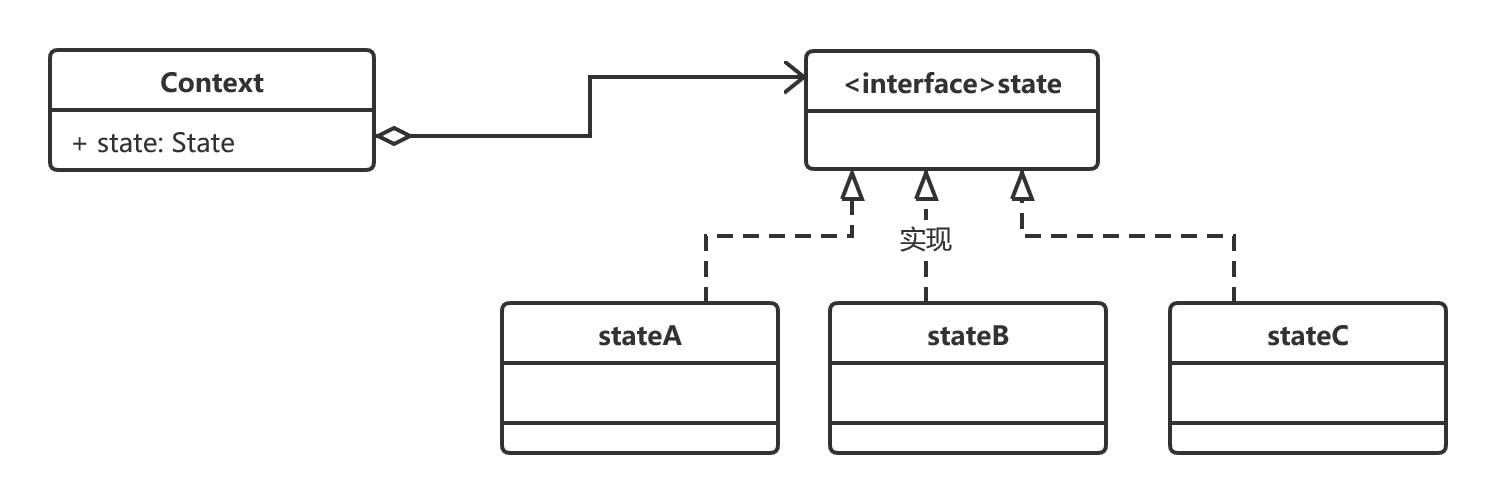 Context
+ state: State
<interface>state
实现
stateA
stateB
stateC